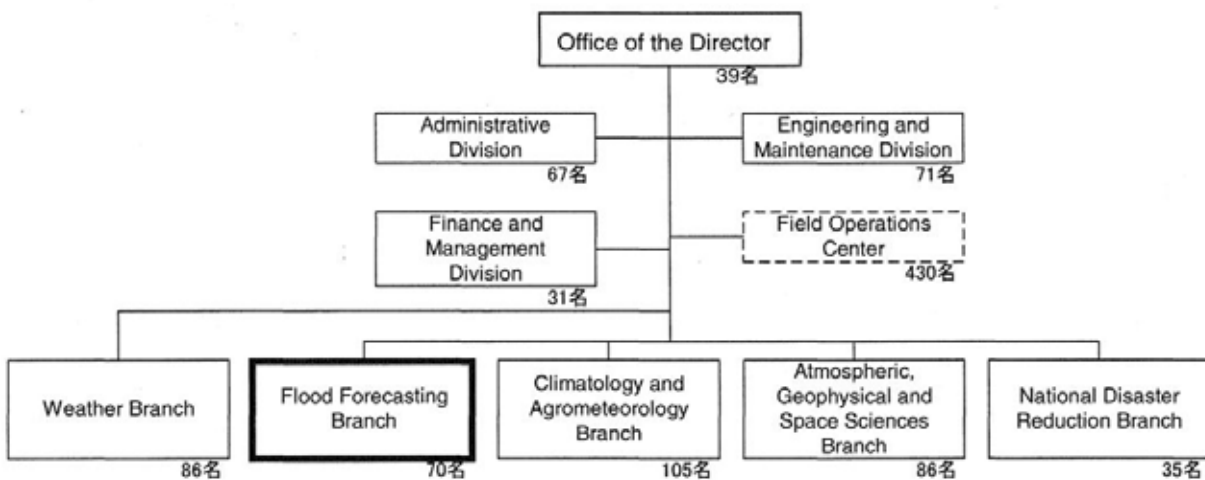 Office of the Director
39名
Administrative
Division
67名
Engineering and
Maintenance Division
71名
Finance and
Management
Division
31名
Field Operations
Center
430名
Weather Branch
86名
Flood Forecasting
Branch
70名
Climatology and
Agrometeorology
Branch
105名
Atmospheric,
Geophysical and
Space Sciences
Branch
86名
National Disaster
Reduction Branch
35名